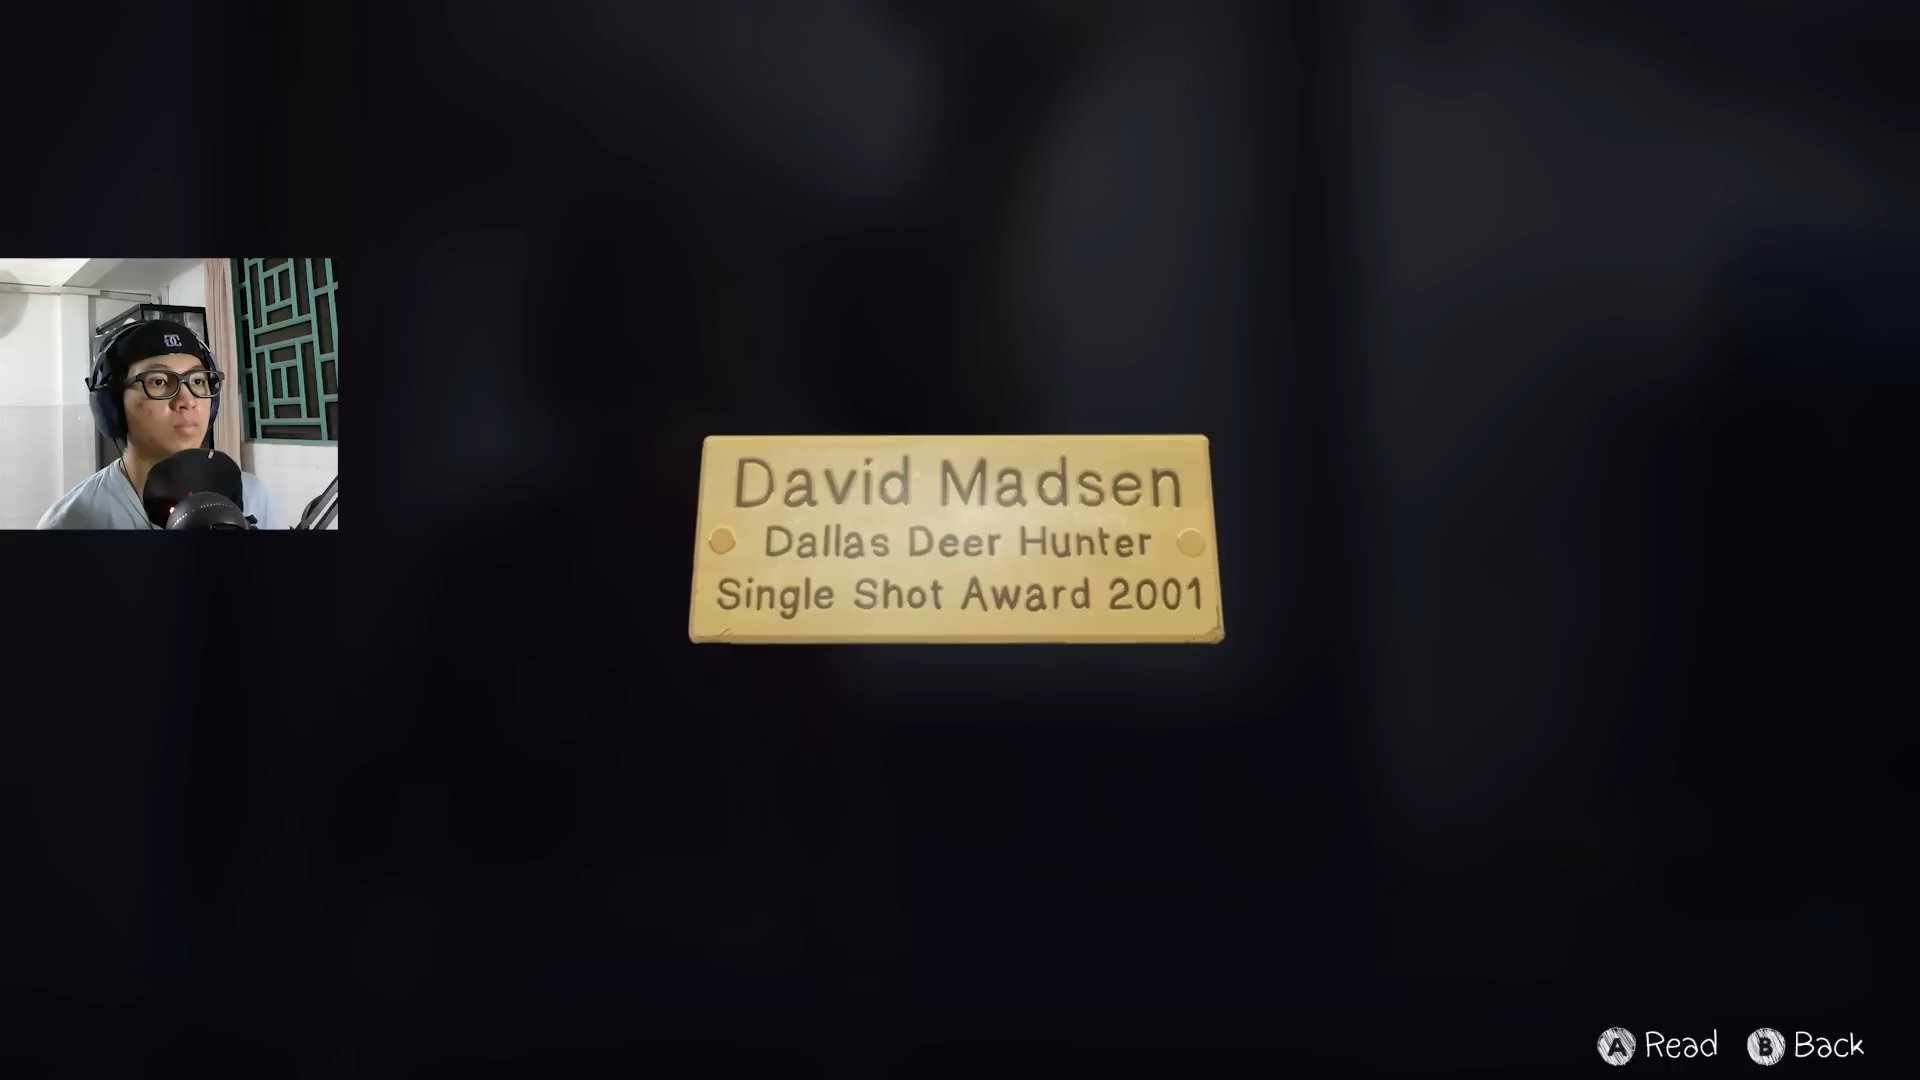 David Madsen
Dallas Deer Hunter
Single Shot Award 2001
A Read B Back